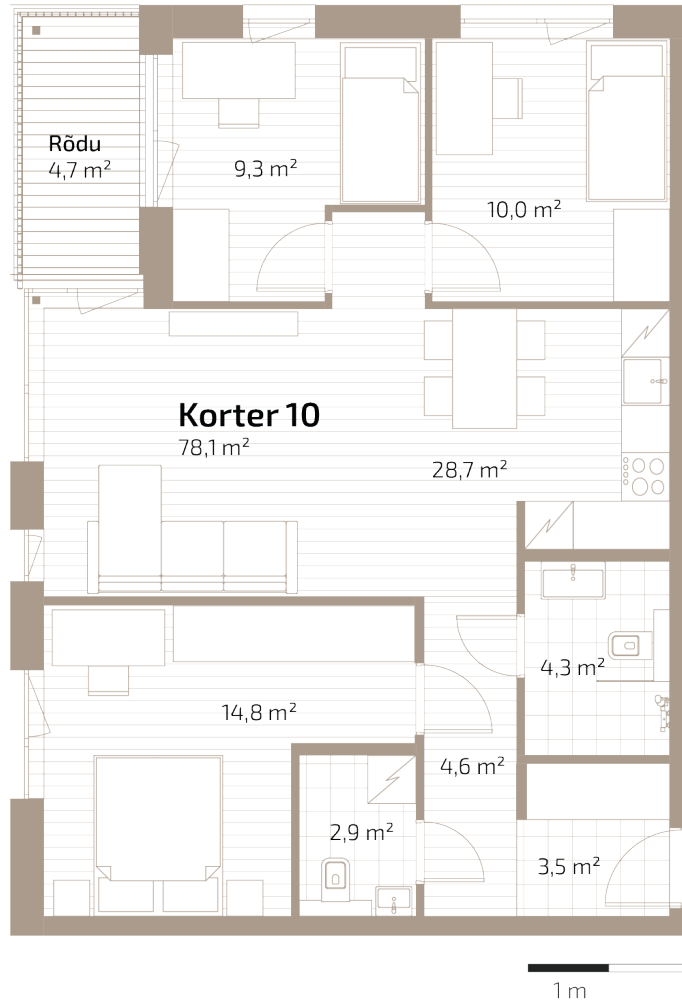 Rõdu
4,7 m²
9,3 m²
10,0 m²
Korter 10
78,1 m²
28,7 m²
4,3 m²
14,8 m²
4,6 m²
2,9 m²
3,5 m²
1 m